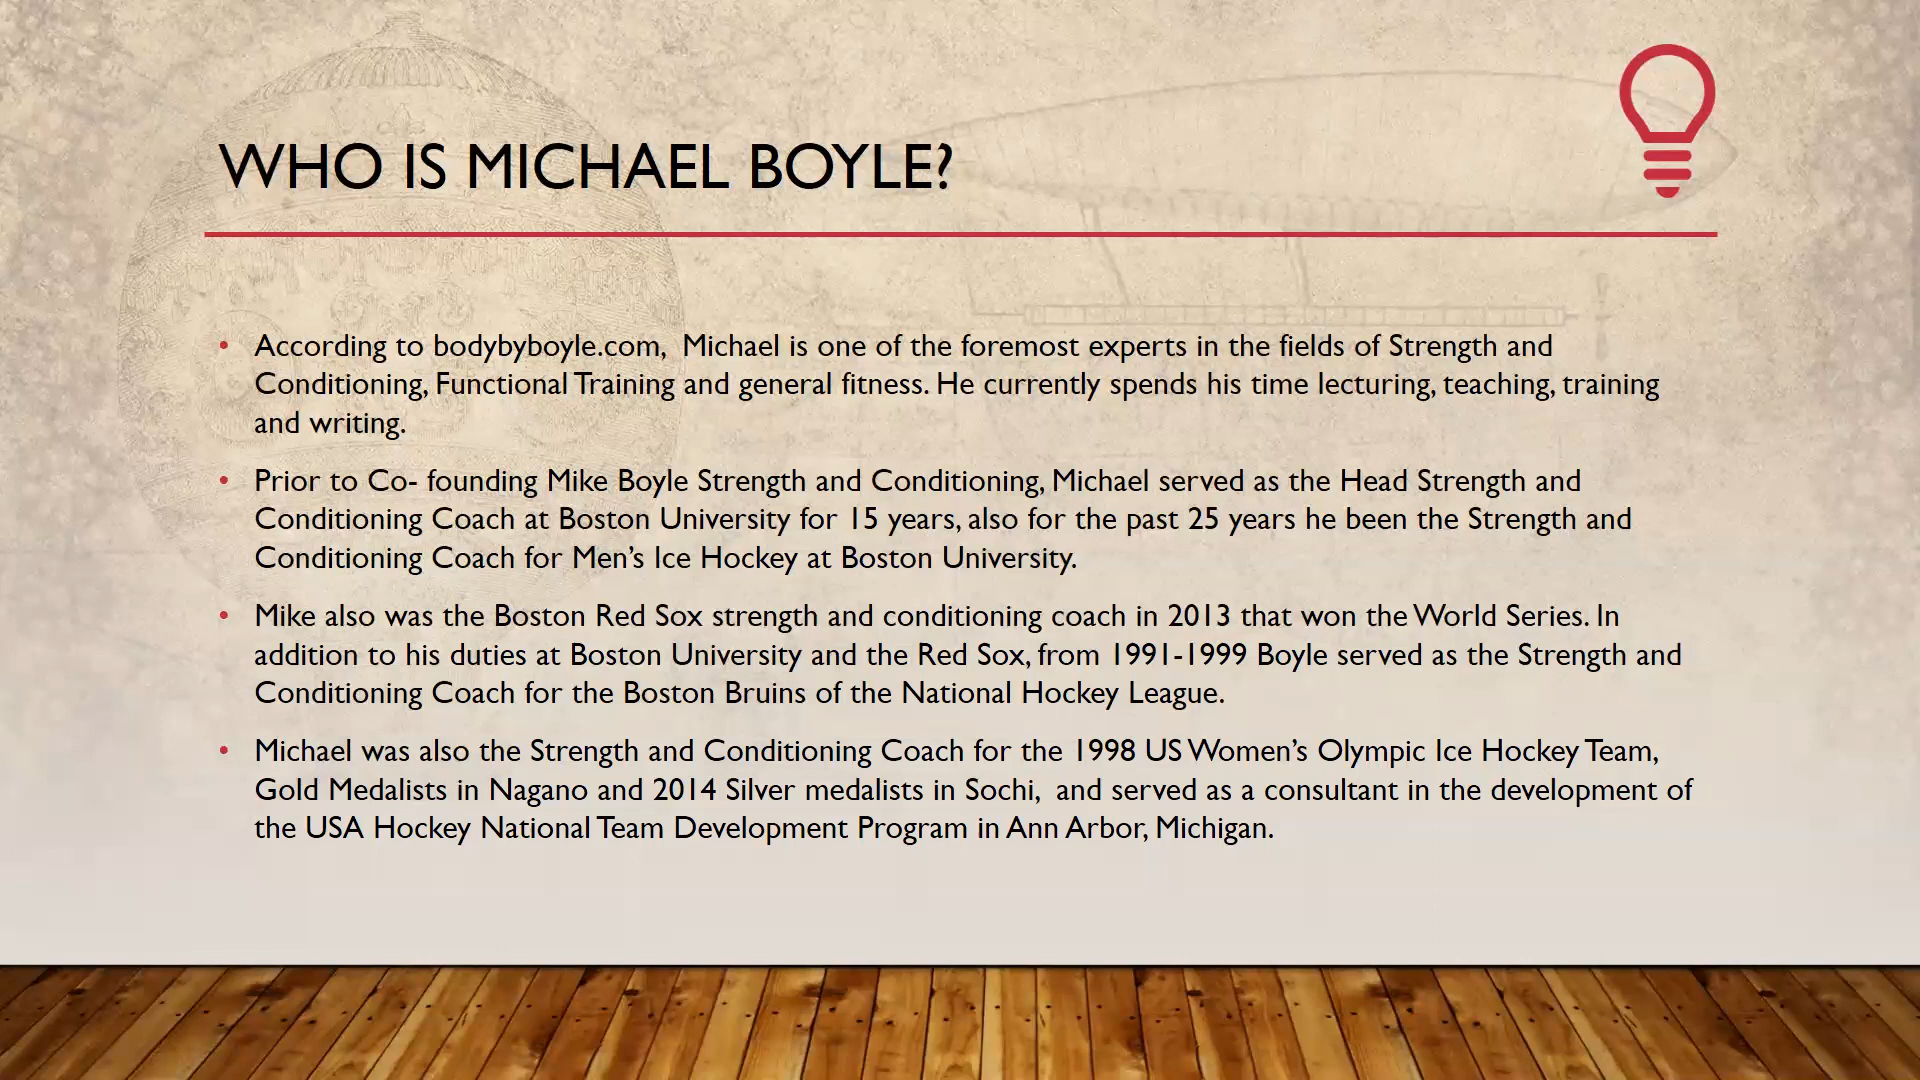 WHO IS MICHAEL BOYLE?
• According to bodybyboyle.com,  Michael is one of the foremost experts in the fields of Strength and
Conditioning, Functional Training and general fitness. He currently spends his time lecturing, teaching, training
and writing.
• Prior to Co- founding Mike Boyle Strength and Conditioning, Michael served as the Head Strength and
Conditioning Coach at Boston University for 15 years, also for the past 25 years he been the Strength and
Conditioning Coach for Men’s Ice Hockey at Boston University.
• Mike also was the Boston Red Sox strength and conditioning coach in 2013 that won the World Series. In
addition to his duties at Boston University and the Red Sox, from 1991-1999 Boyle served as the Strength and
Conditioning Coach for the Boston Bruins of the National Hockey League.
• Michael was also the Strength and Conditioning Coach for the 1998 US Women’s Olympic Ice Hockey Team,
Gold Medalists in Nagano and 2014 Silver medalists in Sochi,  and served as a consultant in the development of
the USA Hockey National Team Development Program in Ann Arbor, Michigan.